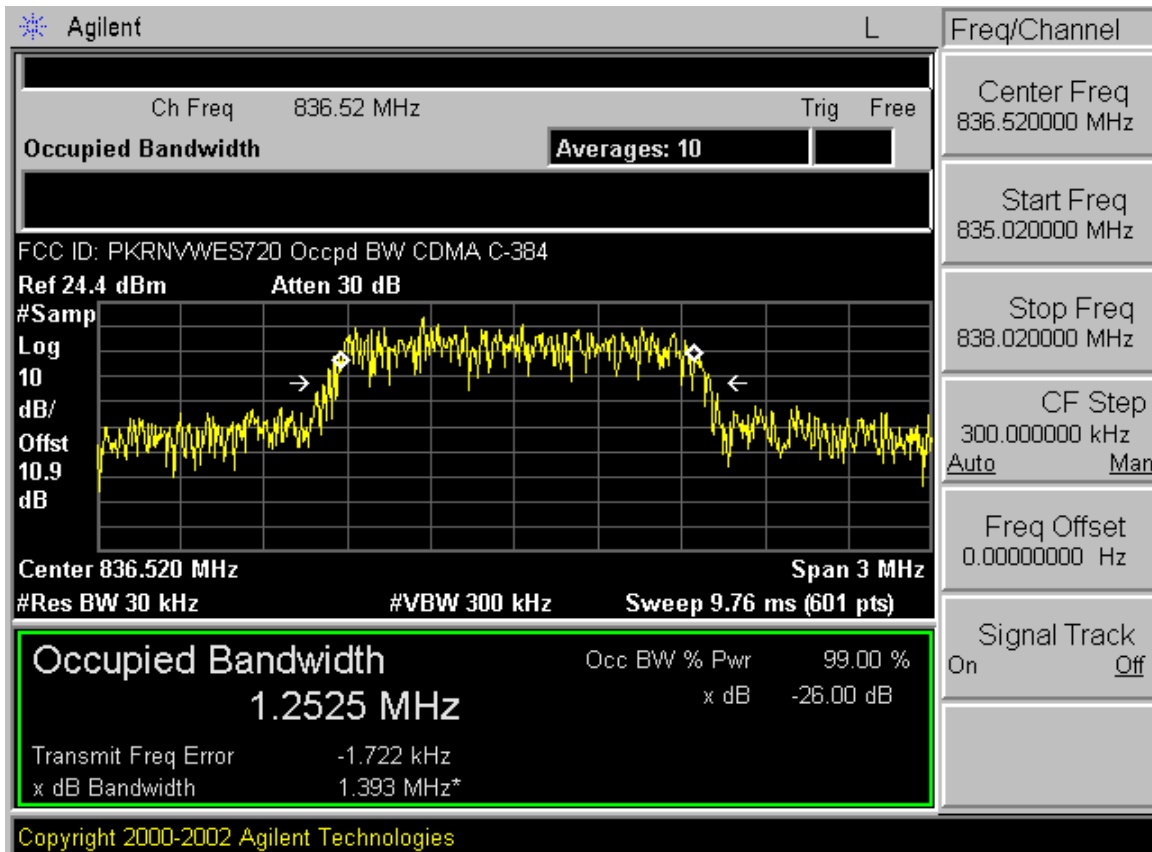 Agilent L
Ch Freq 836.52 MHz Trig Free
Occupied Bandwidth Averages: 10
FCC ID: PKRNVWES720 Occpd BW CDMA C-384
Ref 24.4 dBm Atten 30 dB
#Samp
Log
10
dB/
Offst
10.9
dB
Center 836.520 MHz Span 3 MHz
#Res BW 30 kHz #VBW 300 kHz Sweep 9.76 ms (601 pts)
Occupied Bandwidth Occ BW % Pwr 99.00 %
1.2525 MHz x dB -26.00 dB
Transmit Freq Error -1.722 kHz
x dB Bandwidth 1.393 MHz*
Copyright 2000-2002 Agilent Technologies
Freq/Channel
Center Freq
836.520000 MHz
Start Freq
835.020000 MHz
Stop Freq
838.020000 MHz
CF Step
300.000000 kHz
Auto Man
Freq Offset
0.00000000 Hz
Signal Track
On Off